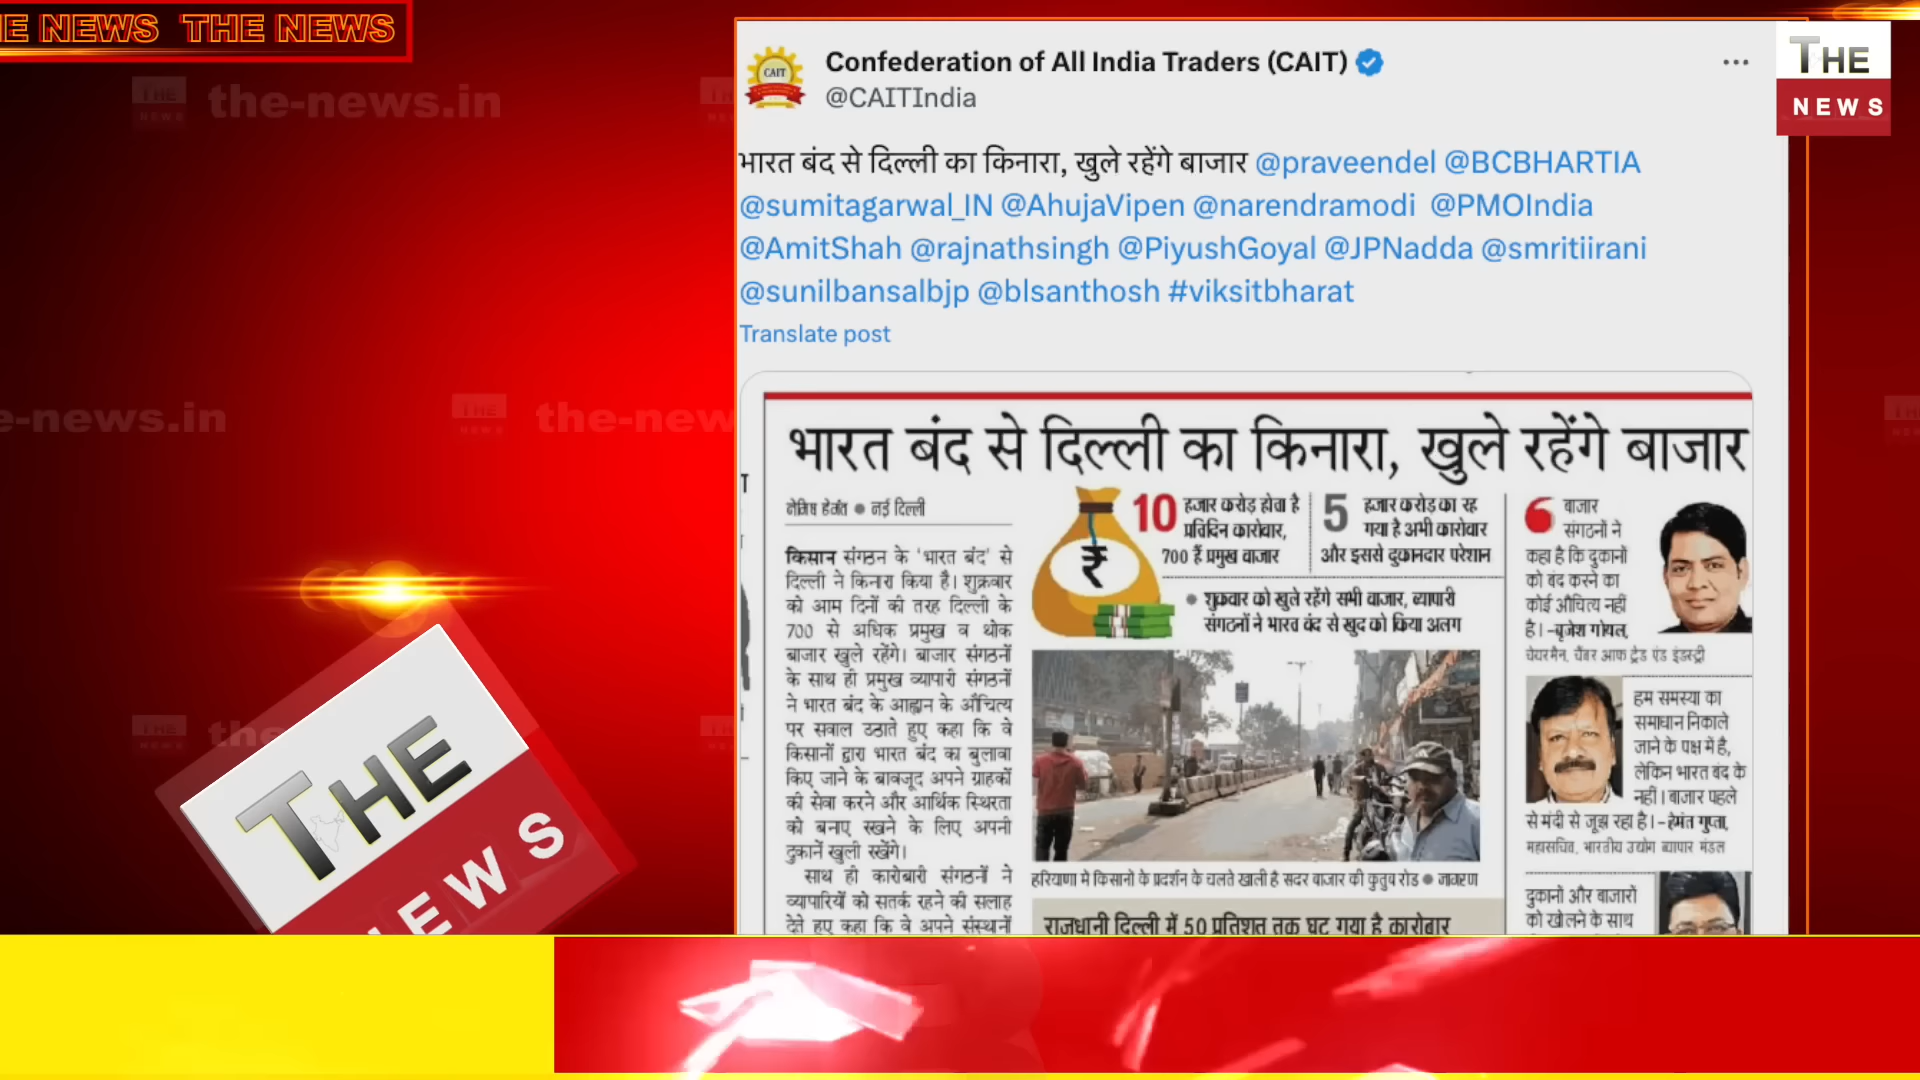 E NEWS THE NEWS
THE
NEWS
the-news.in
Confederation of All India Traders (CAIT)
@CAITIndia
CAIT
भारत बंद से दिल्ली का किनारा, खुले रहेंगे बाजार @praveendel @BCBHARTIA
@sumitagarwal_IN @AhujaVipen @narendramodi @PMOIndia
@AmitShah @rajnathsingh @PiyushGoyal @JPNadda @smritiirani
@sunilbansalbjp @blsanthosh #viksitbharat
Translate post
भारत बंद से दिल्ली का किनारा, खुले रहेंगे बाजार
नेमिष हेमंत ● नई दिल्ली
किसान संगठन के 'भारत बंद' से
दिल्ली ने किनारा किया है। शुक्रवार
को आम दिनों की तरह दिल्ली के
700 से अधिक प्रमुख व थोक
बाजार खुले रहेंगे। बाजार संगठनों
के साथ ही प्रमुख व्यापारी संगठनों
ने भारत बंद के आह्वान के औचित्य
पर सवाल उठाते हुए कहा कि वे
किसानों द्वारा भारत बंद का बुलावा
किए जाने के बावजूद अपने ग्राहकों
की सेवा करने और आर्थिक स्थिरता
को बनाए रखने के लिए अपनी
दुकानें खुली रखेंगे।
साथ ही कारोबारी संगठनों ने
व्यापारियों को सतर्क रहने की सलाह
देते हुए कहा कि वे अपने संस्थानों
₹
10 हजार करोड़ होता है
प्रतिदिन कारोबार,
700 हैं प्रमुख बाजार
5 हजार करोड़ का रह
गया है अभी कारोबार
और इससे दुकानदार परेशान
● शुक्रवार को खुले रहेंगे सभी बाजार, व्यापारी
संगठनों ने भारत बंद से खुद को किया अलग
हरियाणा में किसानों के प्रदर्शन के चलते खाली है सदर बाजार की कुतुब रोड ● जागरण
राजधानी दिल्ली में 50 प्रतिशत तक घट गया है कारोबार
बाजार
संगठनों ने
कहा है कि दुकानों
को बंद करने का
कोई औचित्य नहीं
है। -बृजेश गोयल,
चेयरमैन, चैंबर आफ ट्रेड एंड इंडस्ट्री
हम समस्या का
समाधान निकाले
जाने के पक्ष में है,
लेकिन भारत बंद के
नहीं। बाजार पहले
से मंदी से जूझ रहा है। -हेमंत गुप्ता,
महासचिव, भारतीय उद्योग व्यापार मंडल
दुकानों और बाजारों
को खोलने के साथ
THE
NEWS